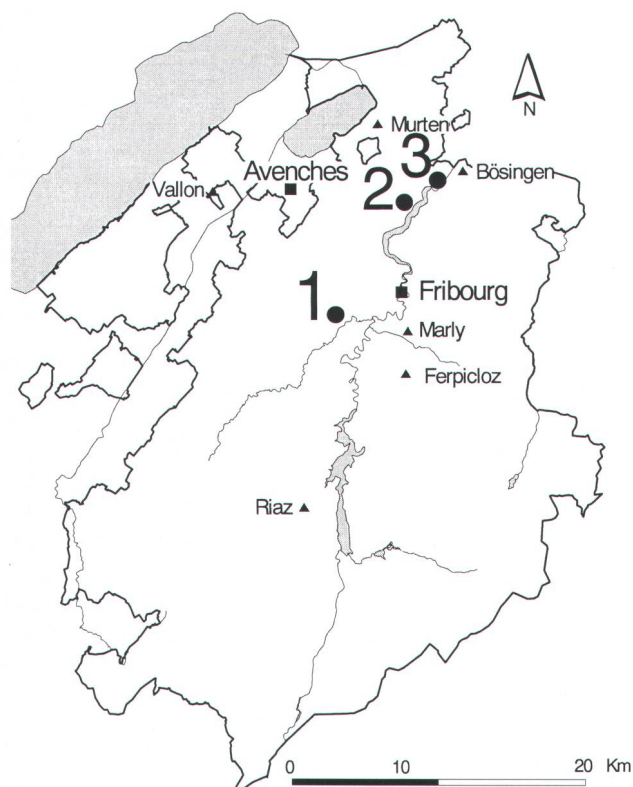 N
Murten
3
Bösingen
Avenches
Vallon
2
1
Fribourg
Marly
Ferpicloz
Riaz
0 10 20 Km